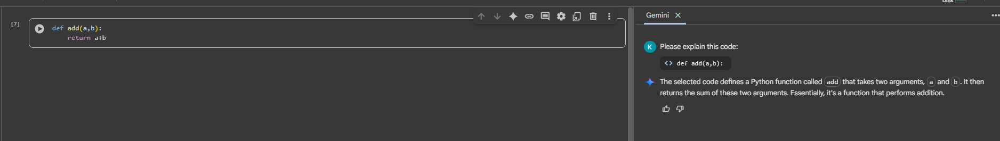 Disk
[7]
def add(a,b):
    return a+b
Gemini
K
Please explain this code:
<> def add(a,b):
The selected code defines a Python function called add that takes two arguments, a and b. It then
returns the sum of these two arguments. Essentially, it's a function that performs addition.